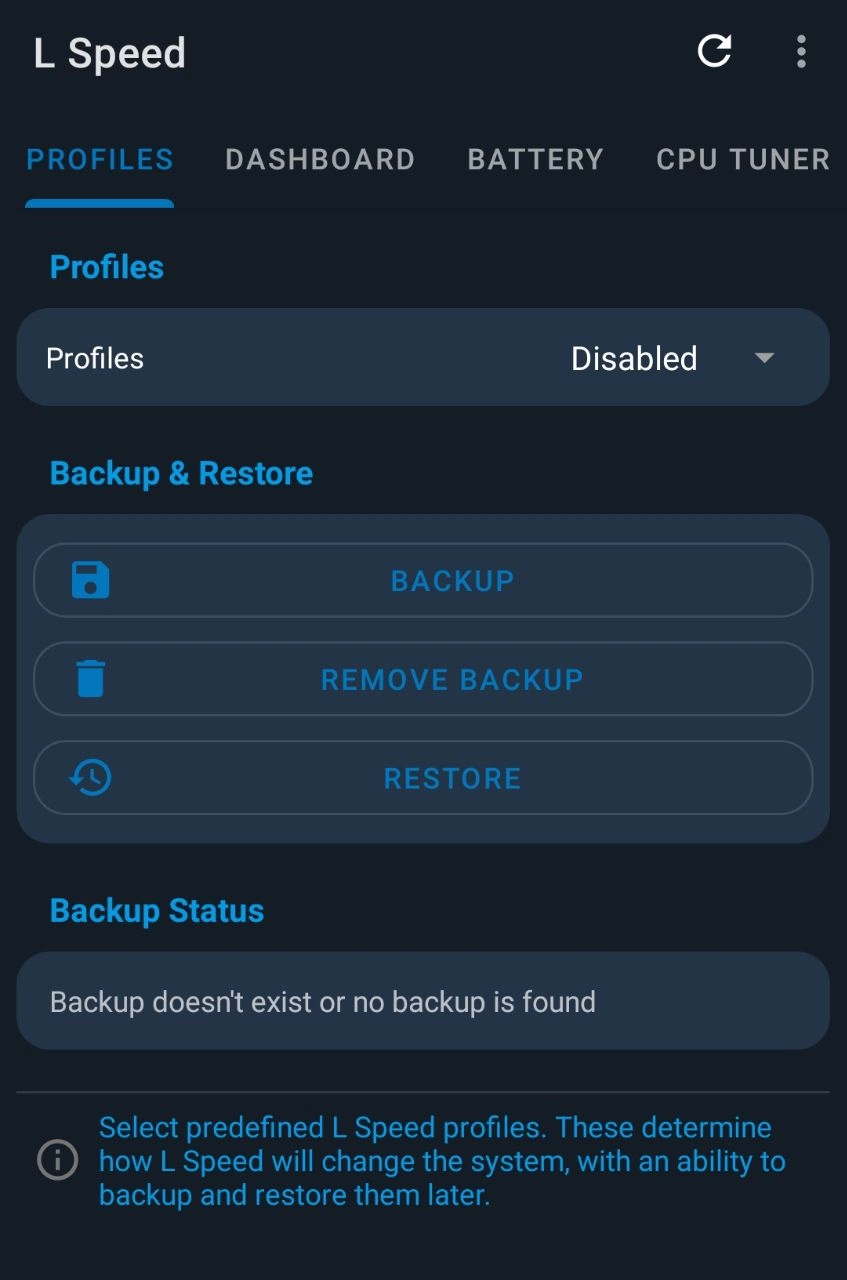 L Speed
PROFILES DASHBOARD BATTERY CPU TUNER
Profiles
Profiles Disabled
Backup & Restore
BACKUP
REMOVE BACKUP
RESTORE
Backup Status
Backup doesn't exist or no backup is found
Select predefined L Speed profiles. These determine
how L Speed will change the system, with an ability to
backup and restore them later.